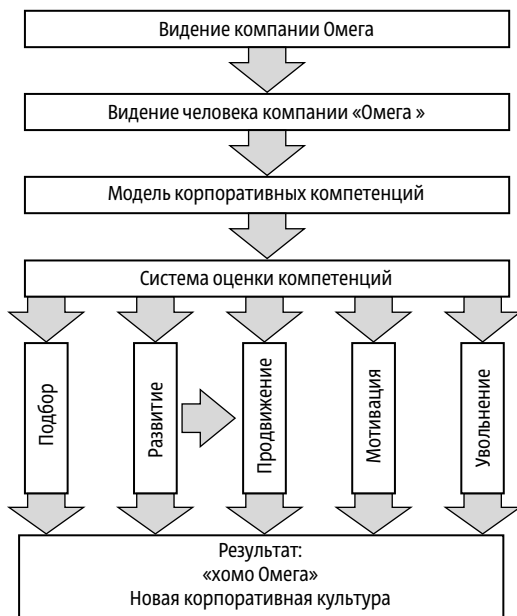 Видение компании Омега
Видение человека компании «Омега »
Модель корпоративных компетенций
Система оценки компетенций
Подбор
Развитие
Продвижение
Мотивация
Увольнение
Результат:
«хомо Омега»
Новая корпоративная культура